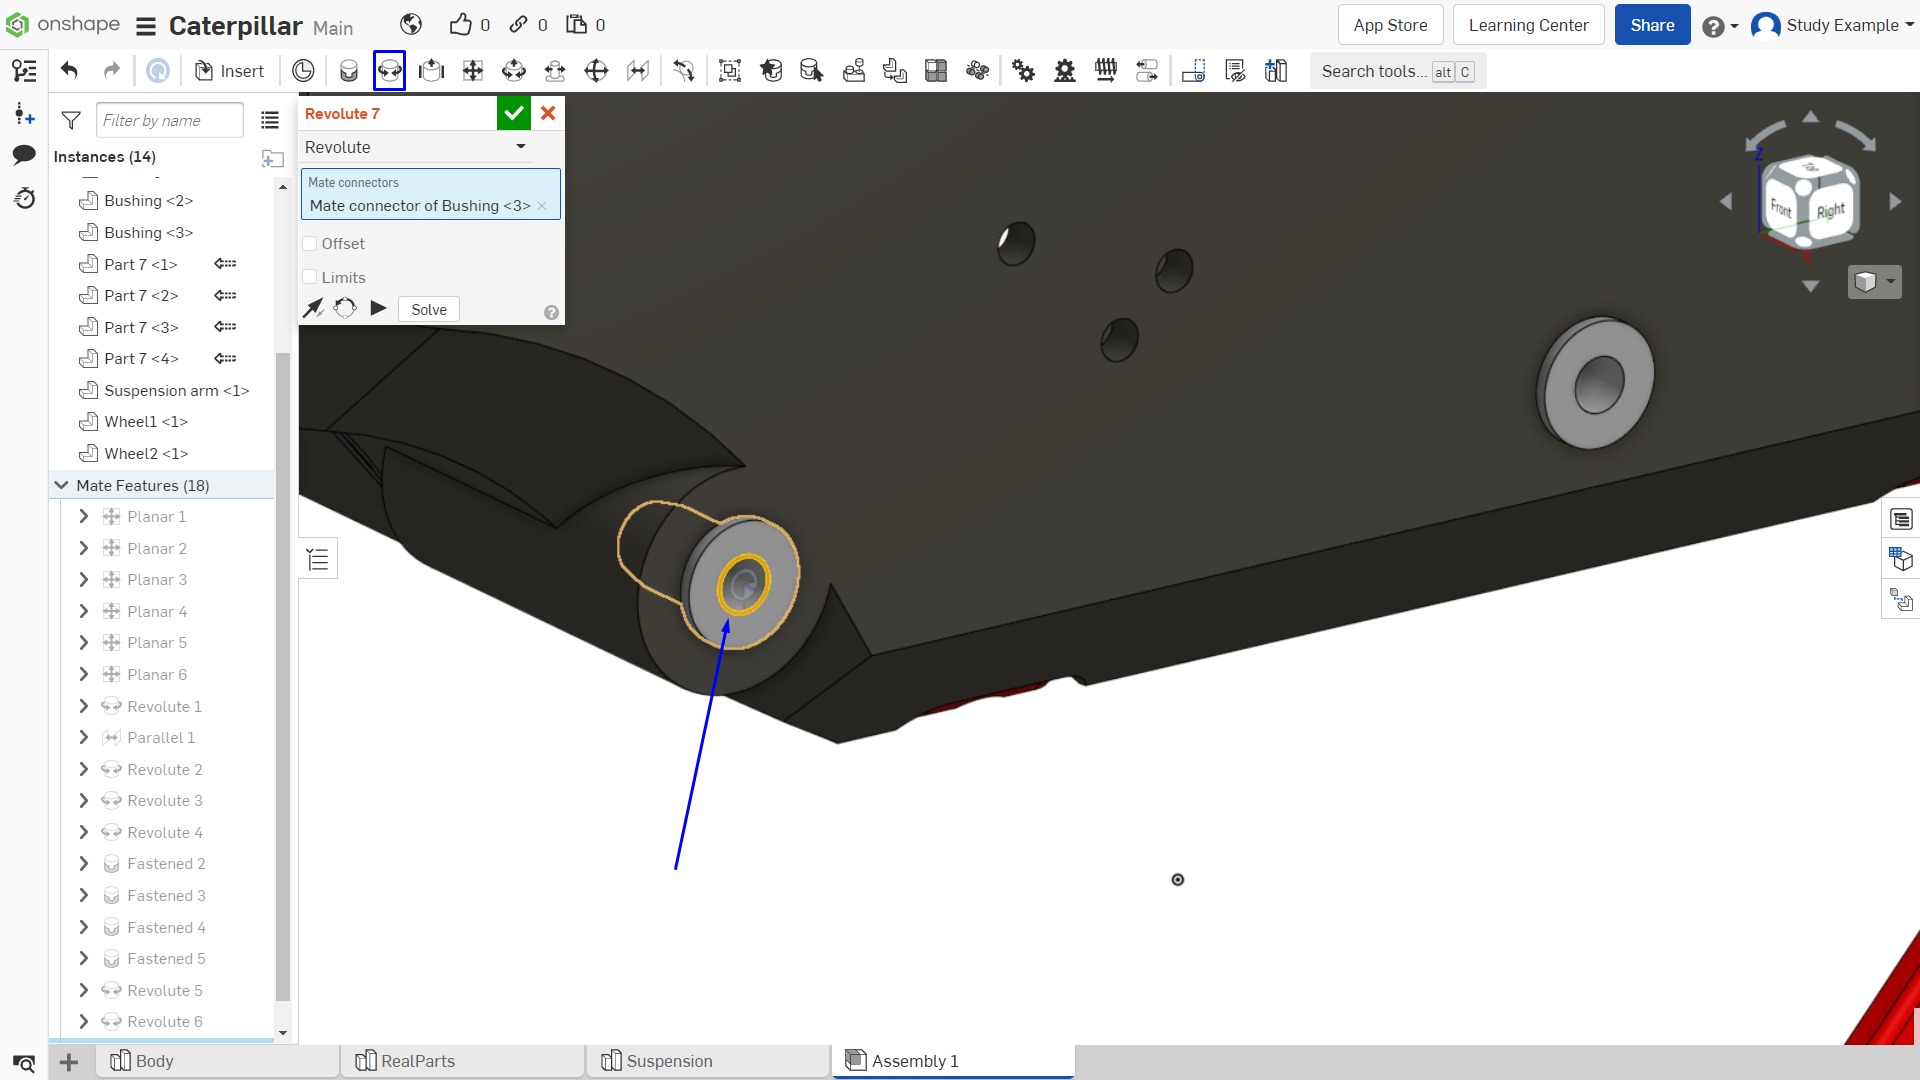 onshape Caterpillar Main 0 0 0 App Store Learning Center Share Study Example
Insert Search tools... alt C
Filter by name
Instances (14)
Bushing <2>
Bushing <3>
Part 7 <1>
Part 7 <2>
Part 7 <3>
Part 7 <4>
Suspension arm <1>
Wheel1 <1>
Wheel2 <1>
Mate Features (18)
Planar 1
Planar 2
Planar 3
Planar 4
Planar 5
Planar 6
Revolute 1
Parallel 1
Revolute 2
Revolute 3
Revolute 4
Fastened 2
Fastened 3
Fastened 4
Fastened 5
Revolute 5
Revolute 6
Revolute 7
Revolute
Mate connectors
Mate connector of Bushing <3>
Offset
Limits
Solve
Z
Front
Right
Body
RealParts
Suspension
Assembly 1